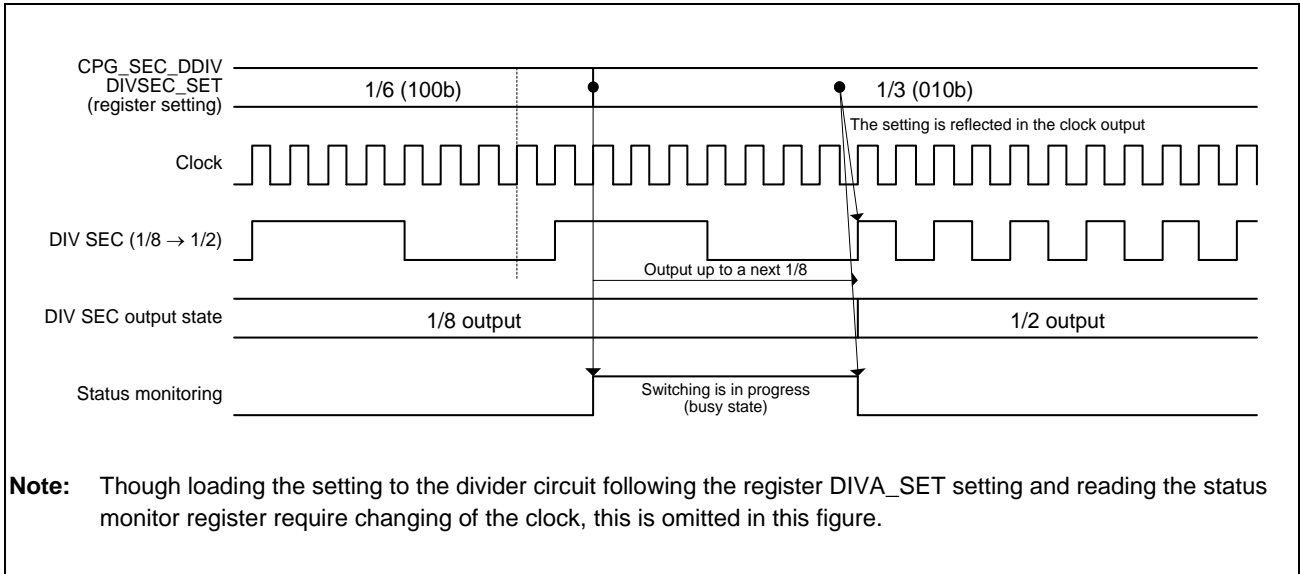 CPG_SEC_DDIV
DIVSEC_SET
(register setting)
1/6 (100b)
1/3 (010b)
The setting is reflected in the clock output
Clock
DIV SEC (1/8 → 1/2)
Output up to a next 1/8
DIV SEC output state
1/8 output
1/2 output
Status monitoring
Switching is in progress
(busy state)
Note: Though loading the setting to the divider circuit following the register DIVA_SET setting and reading the status
monitor register require changing of the clock, this is omitted in this figure.